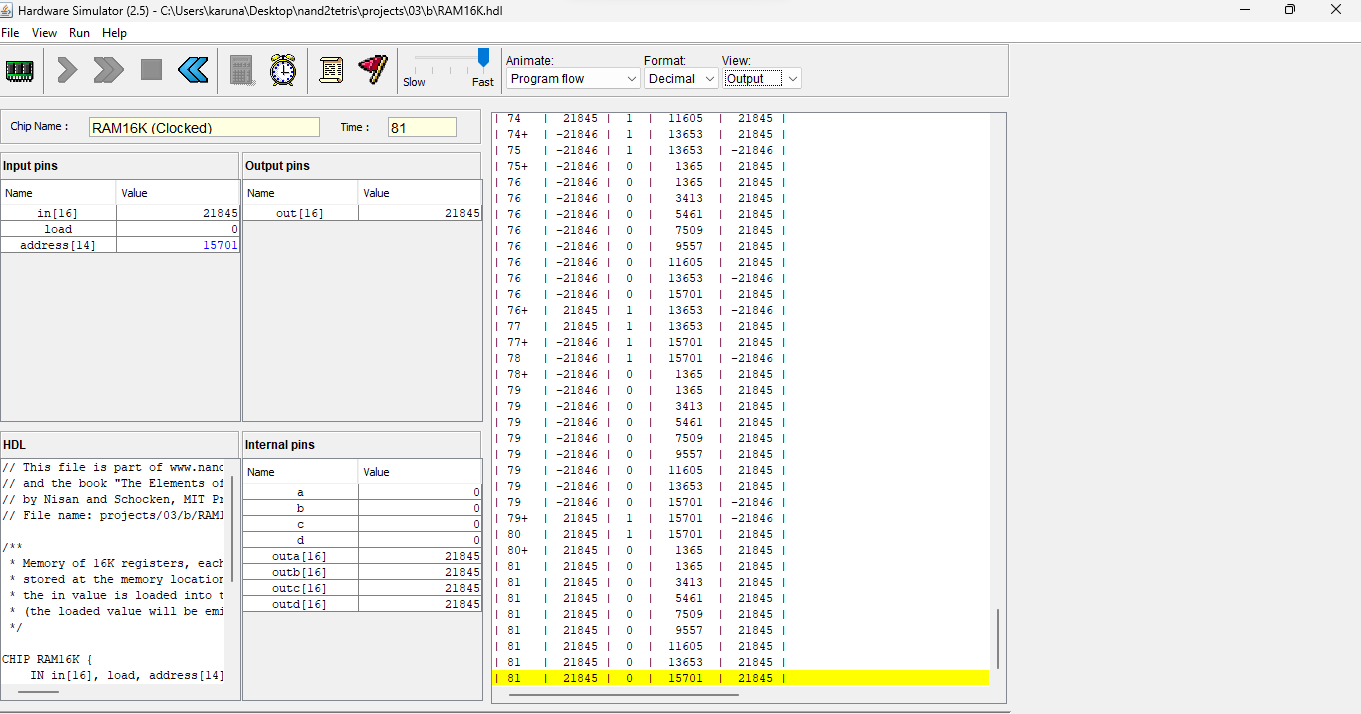 Hardware Simulator (2.5) - C:\Users\karuna\Desktop\nand2tetris\projects\03\b\RAM16K.hdl
File View Run Help
Slow Fast
Animate: Format: View:
Program flow Decimal Output
Chip Name : RAM16K (Clocked) Time : 81
Input pins
Name Value
in[16] 21845
load 0
address[14] 15701
Output pins
Name Value
out[16] 21845
HDL
// This file is part of www.nand
// and the book "The Elements of
// by Nisan and Schocken, MIT Pr
// File name: projects/03/b/RAM1
/**
* Memory of 16K registers, each
* stored at the memory location
* the in value is loaded into t
* (the loaded value will be emi
*/
CHIP RAM16K {
IN in[16], load, address[14]
Internal pins
Name Value
a 0
b 0
c 0
d 0
outa[16] 21845
outb[16] 21845
outc[16] 21845
outd[16] 21845
| 74 | 21845 | 1 | 11605 | 21845 |
| 74+ | -21846 | 1 | 13653 | 21845 |
| 75 | -21846 | 1 | 13653 | -21846 |
| 75+ | -21846 | 0 | 1365 | 21845 |
| 76 | -21846 | 0 | 1365 | 21845 |
| 76 | -21846 | 0 | 3413 | 21845 |
| 76 | -21846 | 0 | 5461 | 21845 |
| 76 | -21846 | 0 | 7509 | 21845 |
| 76 | -21846 | 0 | 9557 | 21845 |
| 76 | -21846 | 0 | 11605 | 21845 |
| 76 | -21846 | 0 | 13653 | -21846 |
| 76 | -21846 | 0 | 15701 | 21845 |
| 76+ | 21845 | 1 | 13653 | -21846 |
| 77 | 21845 | 1 | 13653 | 21845 |
| 77+ | -21846 | 1 | 15701 | 21845 |
| 78 | -21846 | 1 | 15701 | -21846 |
| 78+ | -21846 | 0 | 1365 | 21845 |
| 79 | -21846 | 0 | 1365 | 21845 |
| 79 | -21846 | 0 | 3413 | 21845 |
| 79 | -21846 | 0 | 5461 | 21845 |
| 79 | -21846 | 0 | 7509 | 21845 |
| 79 | -21846 | 0 | 9557 | 21845 |
| 79 | -21846 | 0 | 11605 | 21845 |
| 79 | -21846 | 0 | 13653 | 21845 |
| 79 | -21846 | 0 | 15701 | -21846 |
| 79+ | 21845 | 1 | 15701 | -21846 |
| 80 | 21845 | 1 | 15701 | 21845 |
| 80+ | 21845 | 0 | 1365 | 21845 |
| 81 | 21845 | 0 | 1365 | 21845 |
| 81 | 21845 | 0 | 3413 | 21845 |
| 81 | 21845 | 0 | 5461 | 21845 |
| 81 | 21845 | 0 | 7509 | 21845 |
| 81 | 21845 | 0 | 9557 | 21845 |
| 81 | 21845 | 0 | 11605 | 21845 |
| 81 | 21845 | 0 | 13653 | 21845 |
| 81 | 21845 | 0 | 15701 | 21845 |